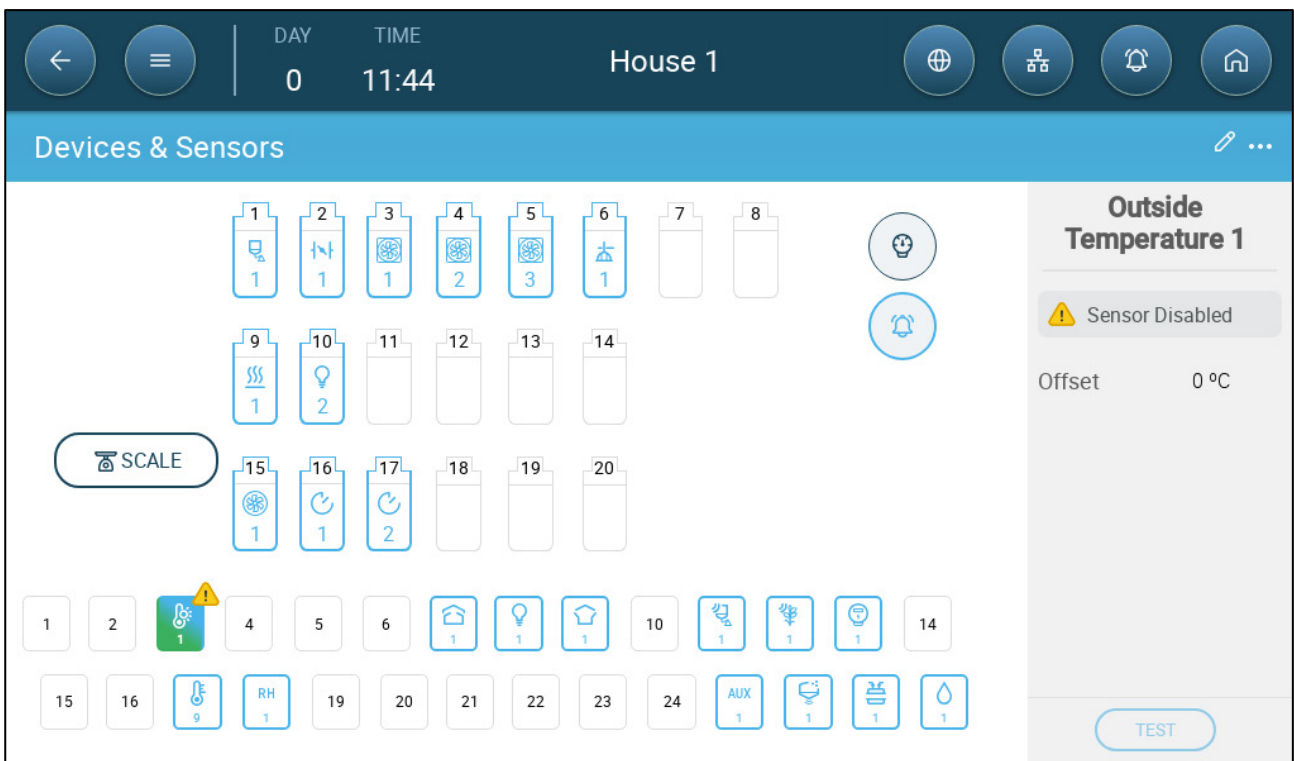 DAY TIME
0 11:44 House 1
Devices & Sensors
1 2 3 4 5 6 7 8
1 1 1 2 3 1
9 10 11 12 13 14
1 2
SCALE
15 16 17 18 19 20
1 1 2
1 2 1 4 5 6 1 1 1 10 1 1 1 14
15 16 9 RH 1 19 20 21 22 23 24 AUX 1 1 1 1
Outside
Temperature 1
Sensor Disabled
Offset 0 ºC
TEST